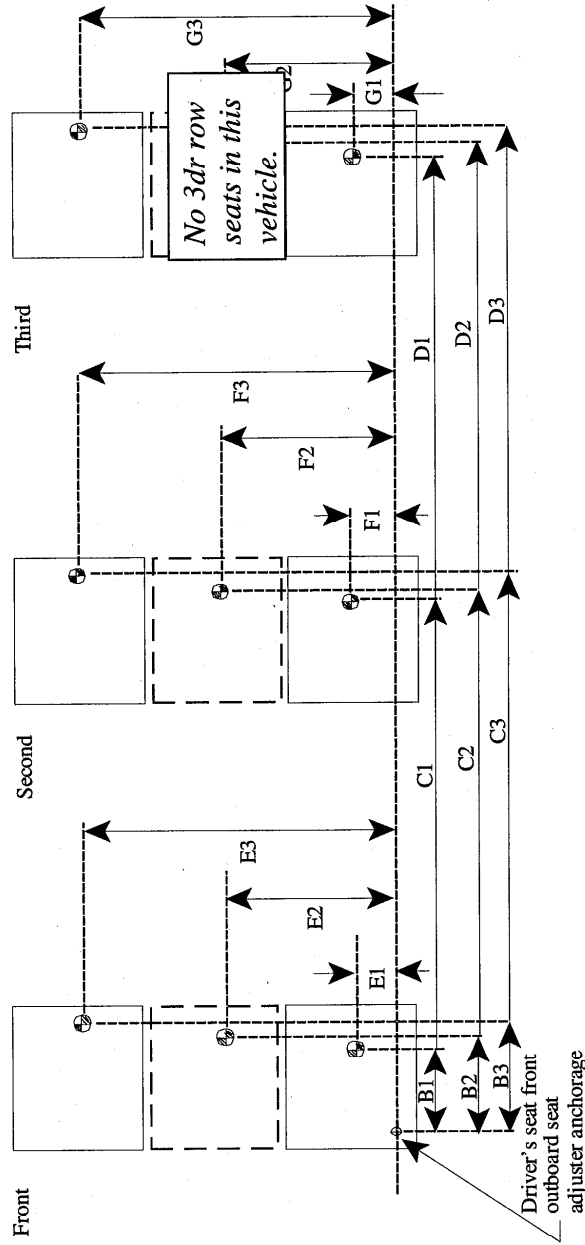 Front
Second
Third
No 3dr row
seats in this
vehicle.
E3
E2
E1
F3
F2
F1
G3
G2
G1
B1
B2
B3
C1
C2
C3
D1
D2
D3
Driver's seat front
outboard seat
adjuster anchorage